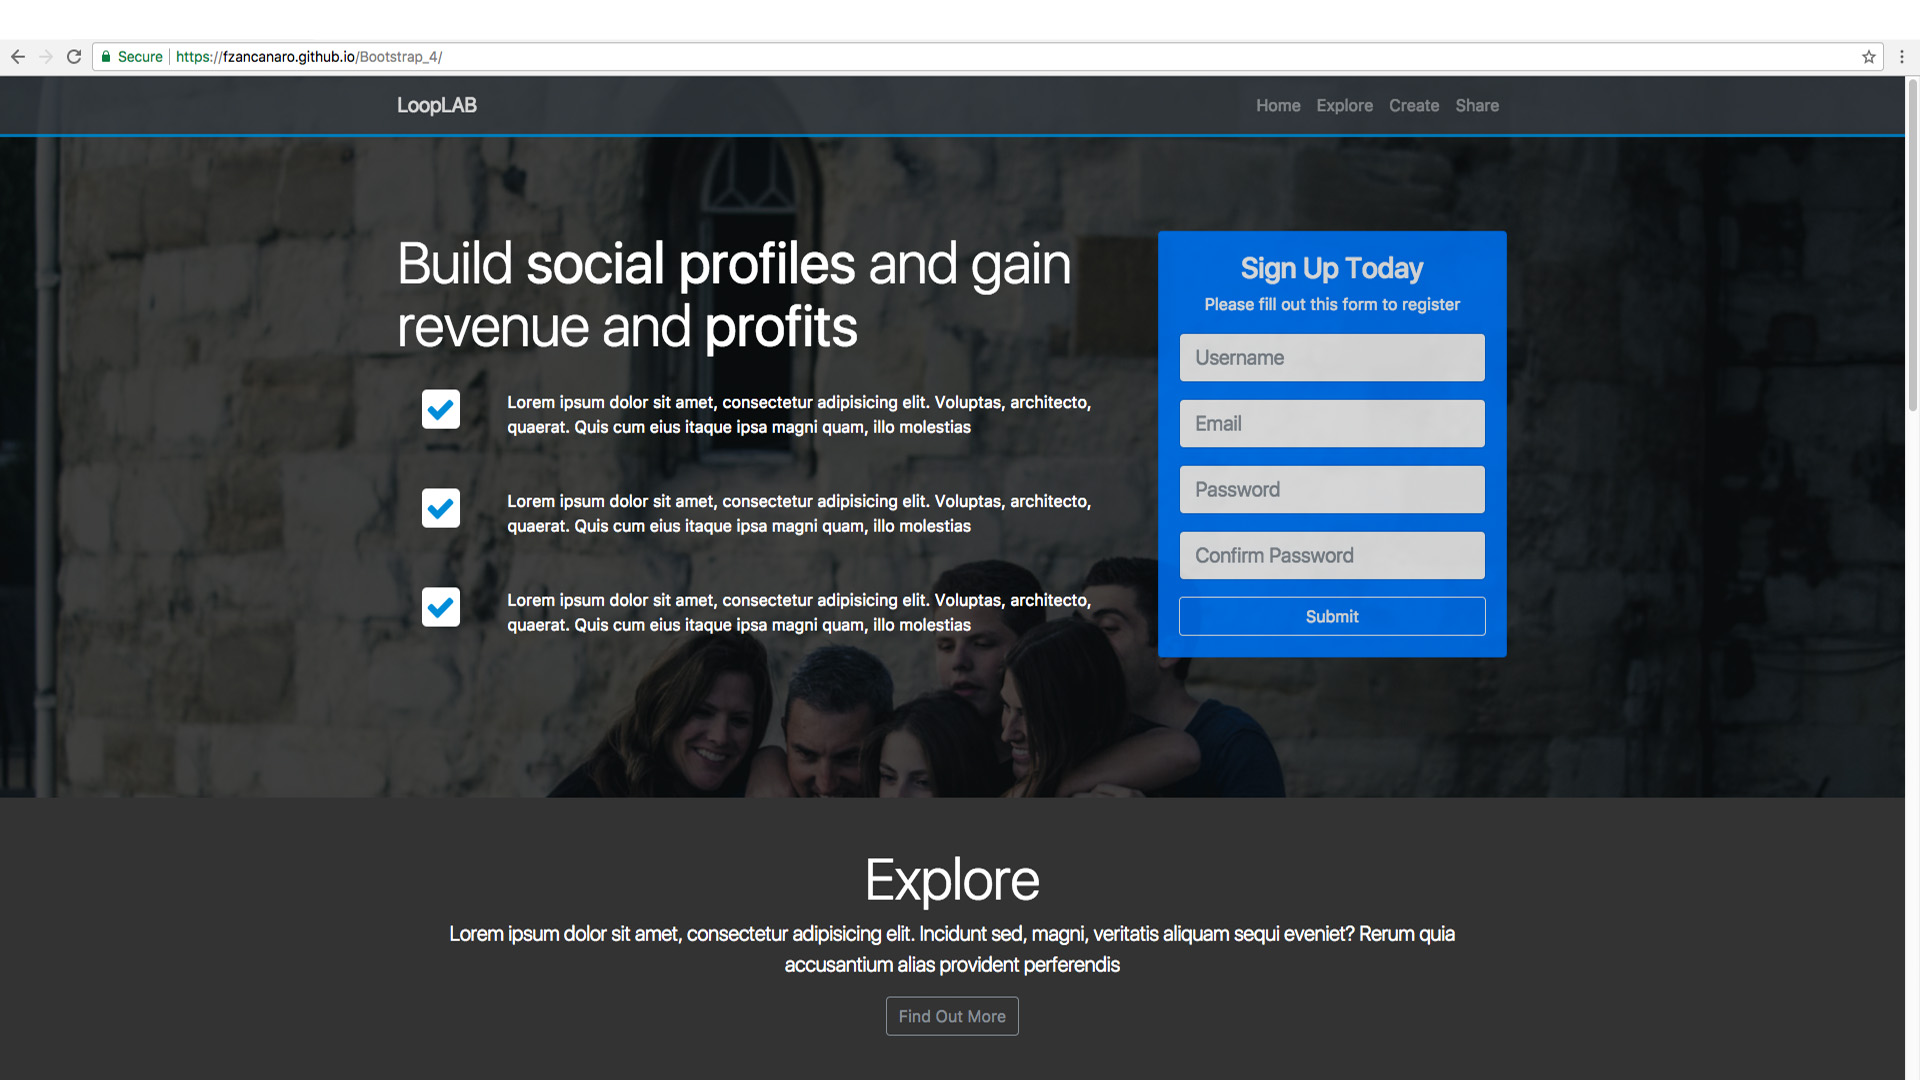 Secure https://fzancanaro.github.io/Bootstrap_4/
LoopLAB
Home Explore Create Share
Build social profiles and gain
revenue and profits
Lorem ipsum dolor sit amet, consectetur adipisicing elit. Voluptas, architecto,
quaerat. Quis cum eius itaque ipsa magni quam, illo molestias
Lorem ipsum dolor sit amet, consectetur adipisicing elit. Voluptas, architecto,
quaerat. Quis cum eius itaque ipsa magni quam, illo molestias
Lorem ipsum dolor sit amet, consectetur adipisicing elit. Voluptas, architecto,
quaerat. Quis cum eius itaque ipsa magni quam, illo molestias
Sign Up Today
Please fill out this form to register
Username
Email
Password
Confirm Password
Submit
Explore
Lorem ipsum dolor sit amet, consectetur adipisicing elit. Incidunt sed, magni, veritatis aliquam sequi eveniet? Rerum quia
accusantium alias provident perferendis
Find Out More